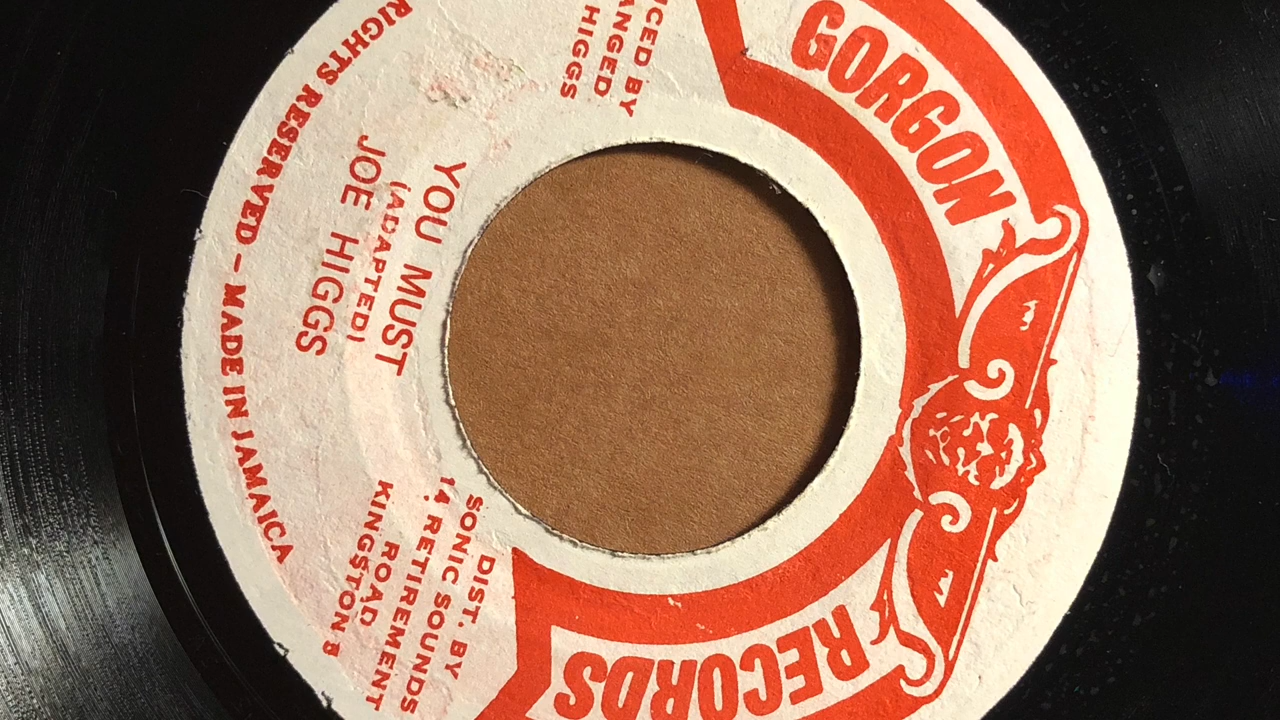 GORGON
RECORDS
CED BY
ANGED
HIGGS
YOU MUST
(ADAPTED)
JOE HIGGS
DIST. BY
SONIC SOUNDS
14 RETIREMENT
ROAD
KINGSTON 5
RIGHTS RESERVED – MADE IN JAMAICA